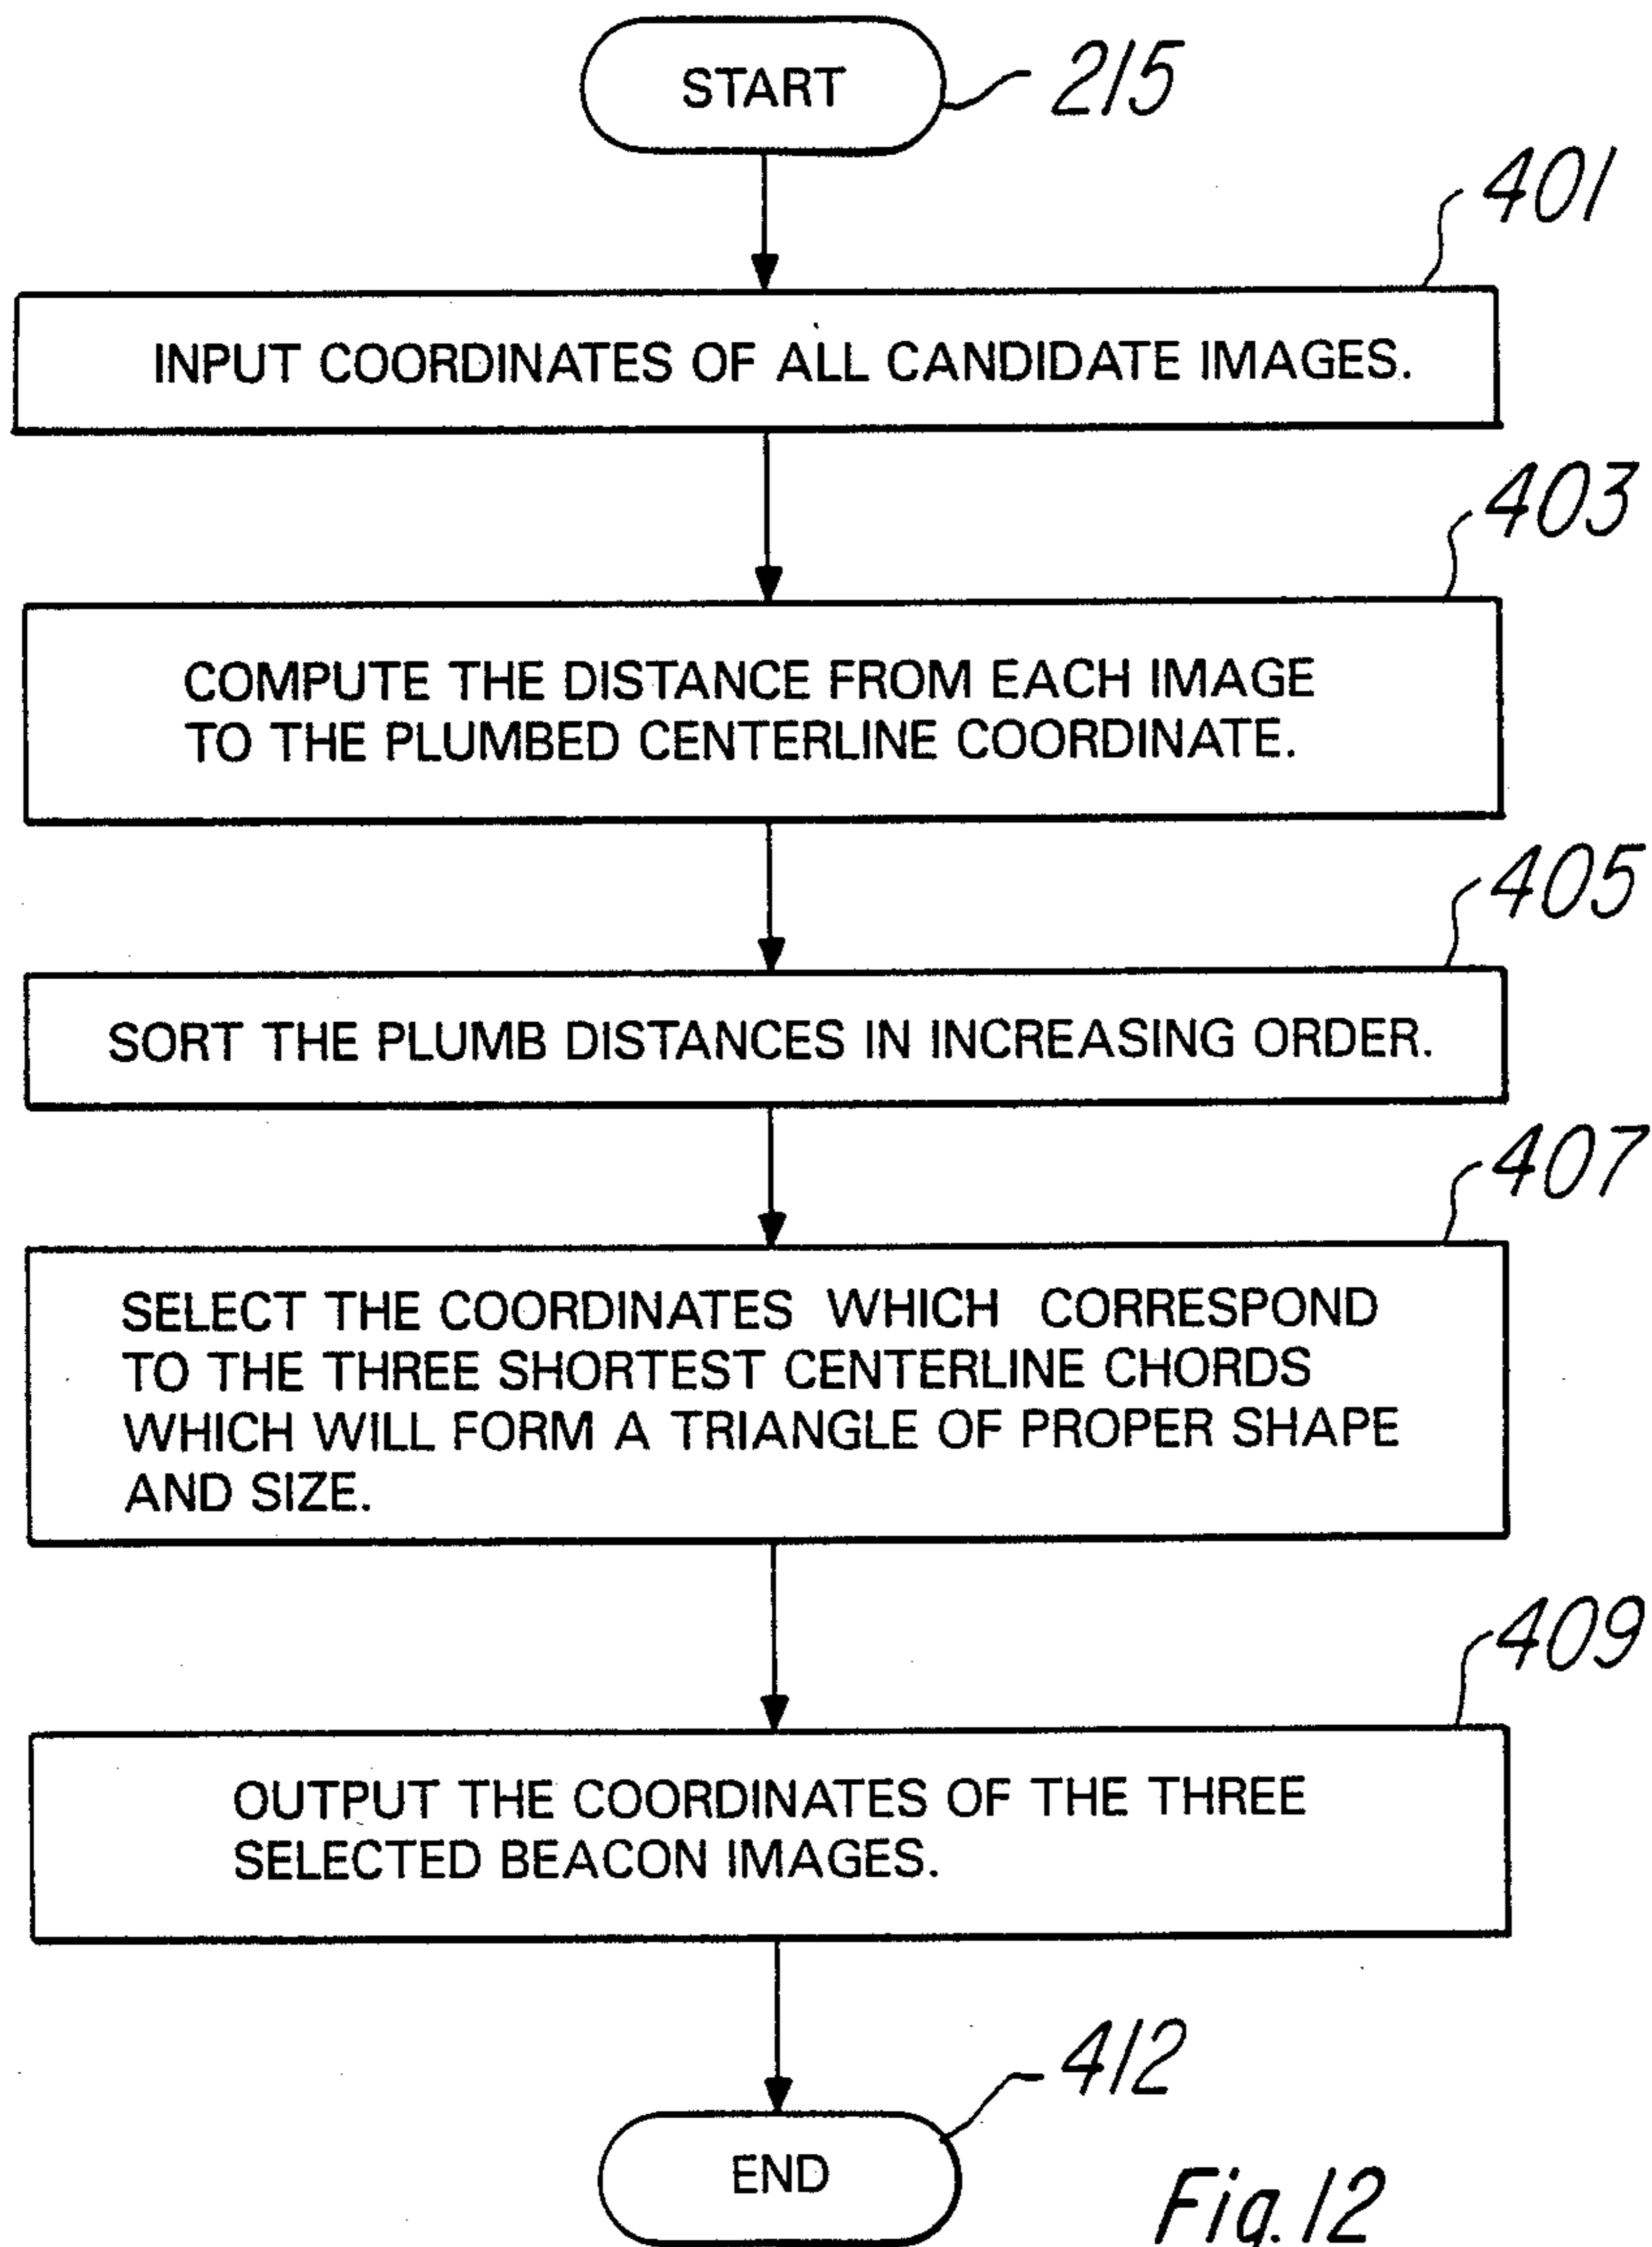 START
215
401
INPUT COORDINATES OF ALL CANDIDATE IMAGES.
403
COMPUTE THE DISTANCE FROM EACH IMAGE
TO THE PLUMBED CENTERLINE COORDINATE.
405
SORT THE PLUMB DISTANCES IN INCREASING ORDER.
407
SELECT THE COORDINATES WHICH CORRESPOND
TO THE THREE SHORTEST CENTERLINE CHORDS
WHICH WILL FORM A TRIANGLE OF PROPER SHAPE
AND SIZE.
409
OUTPUT THE COORDINATES OF THE THREE
SELECTED BEACON IMAGES.
412
END
Fig. 12